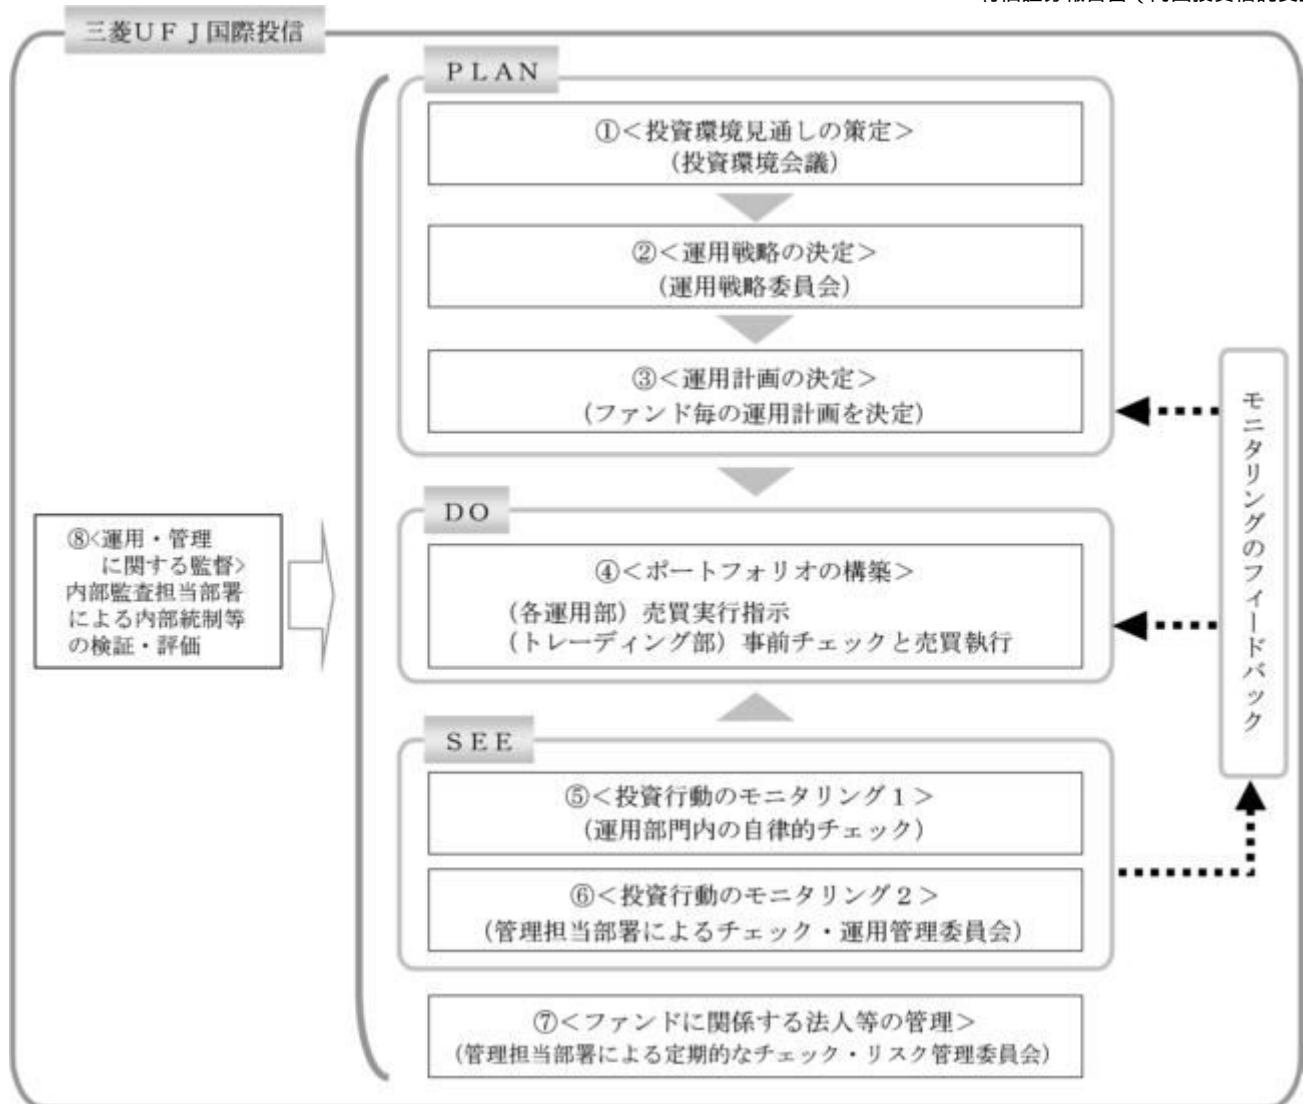 三菱ＵＦＪ国際投信
ＰＬＡＮ
①＜投資環境見通しの策定＞
（投資環境会議）
②＜運用戦略の決定＞
（運用戦略委員会）
③＜運用計画の決定＞
（ファンド毎の運用計画を決定）
ＤＯ
④＜ポートフォリオの構築＞
（各運用部）売買実行指示
（トレーディング部）事前チェックと売買執行
ＳＥＥ
⑤＜投資行動のモニタリング１＞
（運用部門内の自律的チェック）
⑥＜投資行動のモニタリング２＞
（管理担当部署によるチェック・運用管理委員会）
⑦＜ファンドに関係する法人等の管理＞
（管理担当部署による定期的なチェック・リスク管理委員会）
⑧<運用・管理
に関する監督>
内部監査担当部署
による内部統制等
の検証・評価
モニタリングのフィードバック